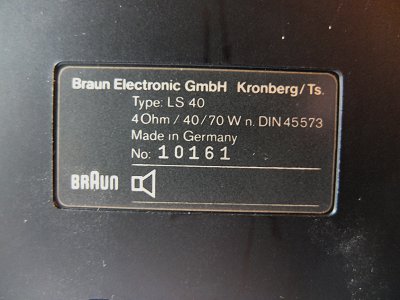 Braun Electronic GmbH Kronberg/Ts.
Type: LS 40
4 Ohm / 40/70 W n. DIN 45573
Made in Germany
No: 10161
BRAUN